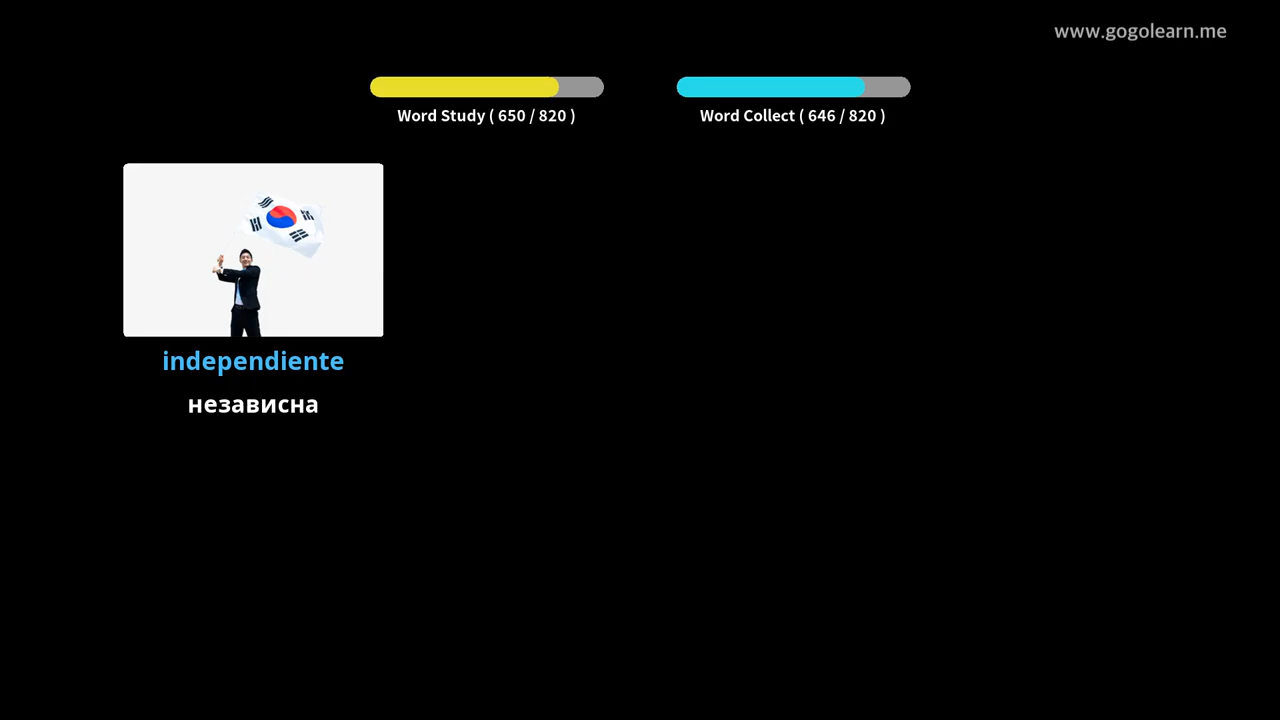 www.gogolearn.me
Word Study ( 650 / 820 )
Word Collect ( 646 / 820 )
independiente
независна